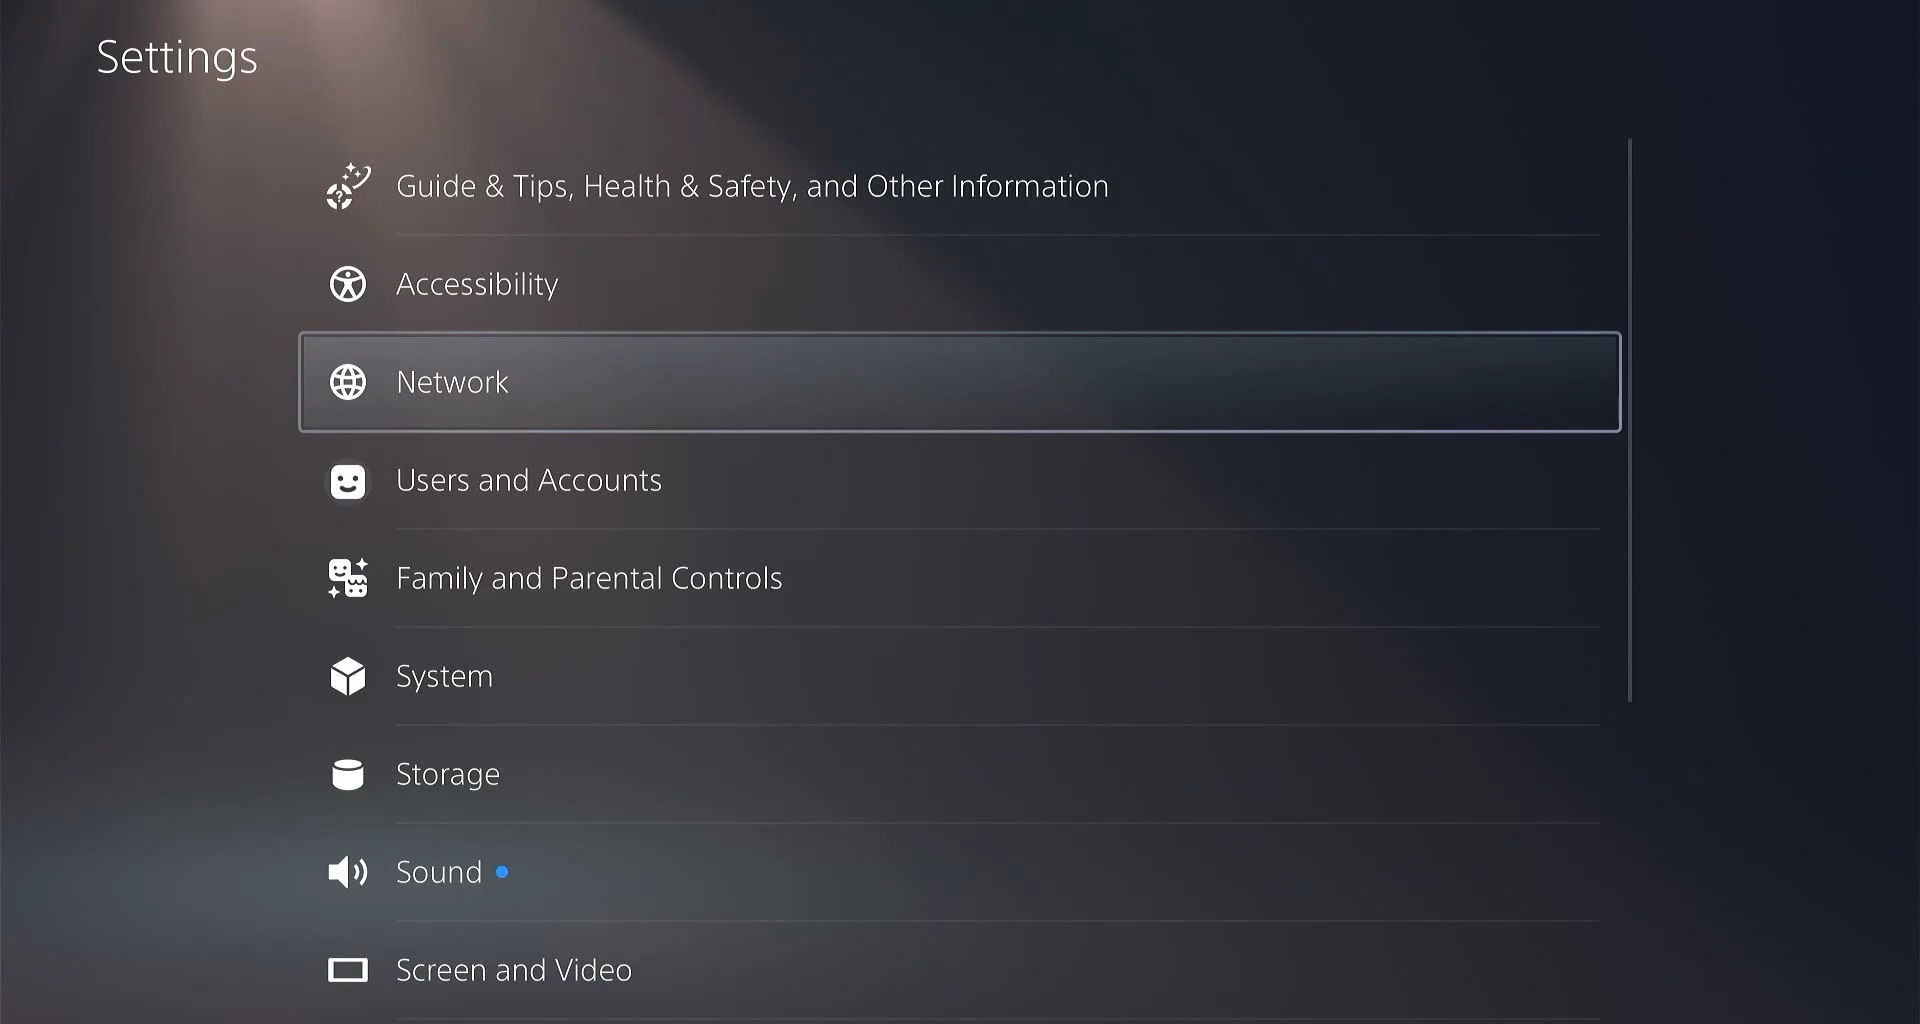 Settings
Guide & Tips, Health & Safety, and Other Information
Accessibility
Network
Users and Accounts
Family and Parental Controls
System
Storage
Sound
Screen and Video